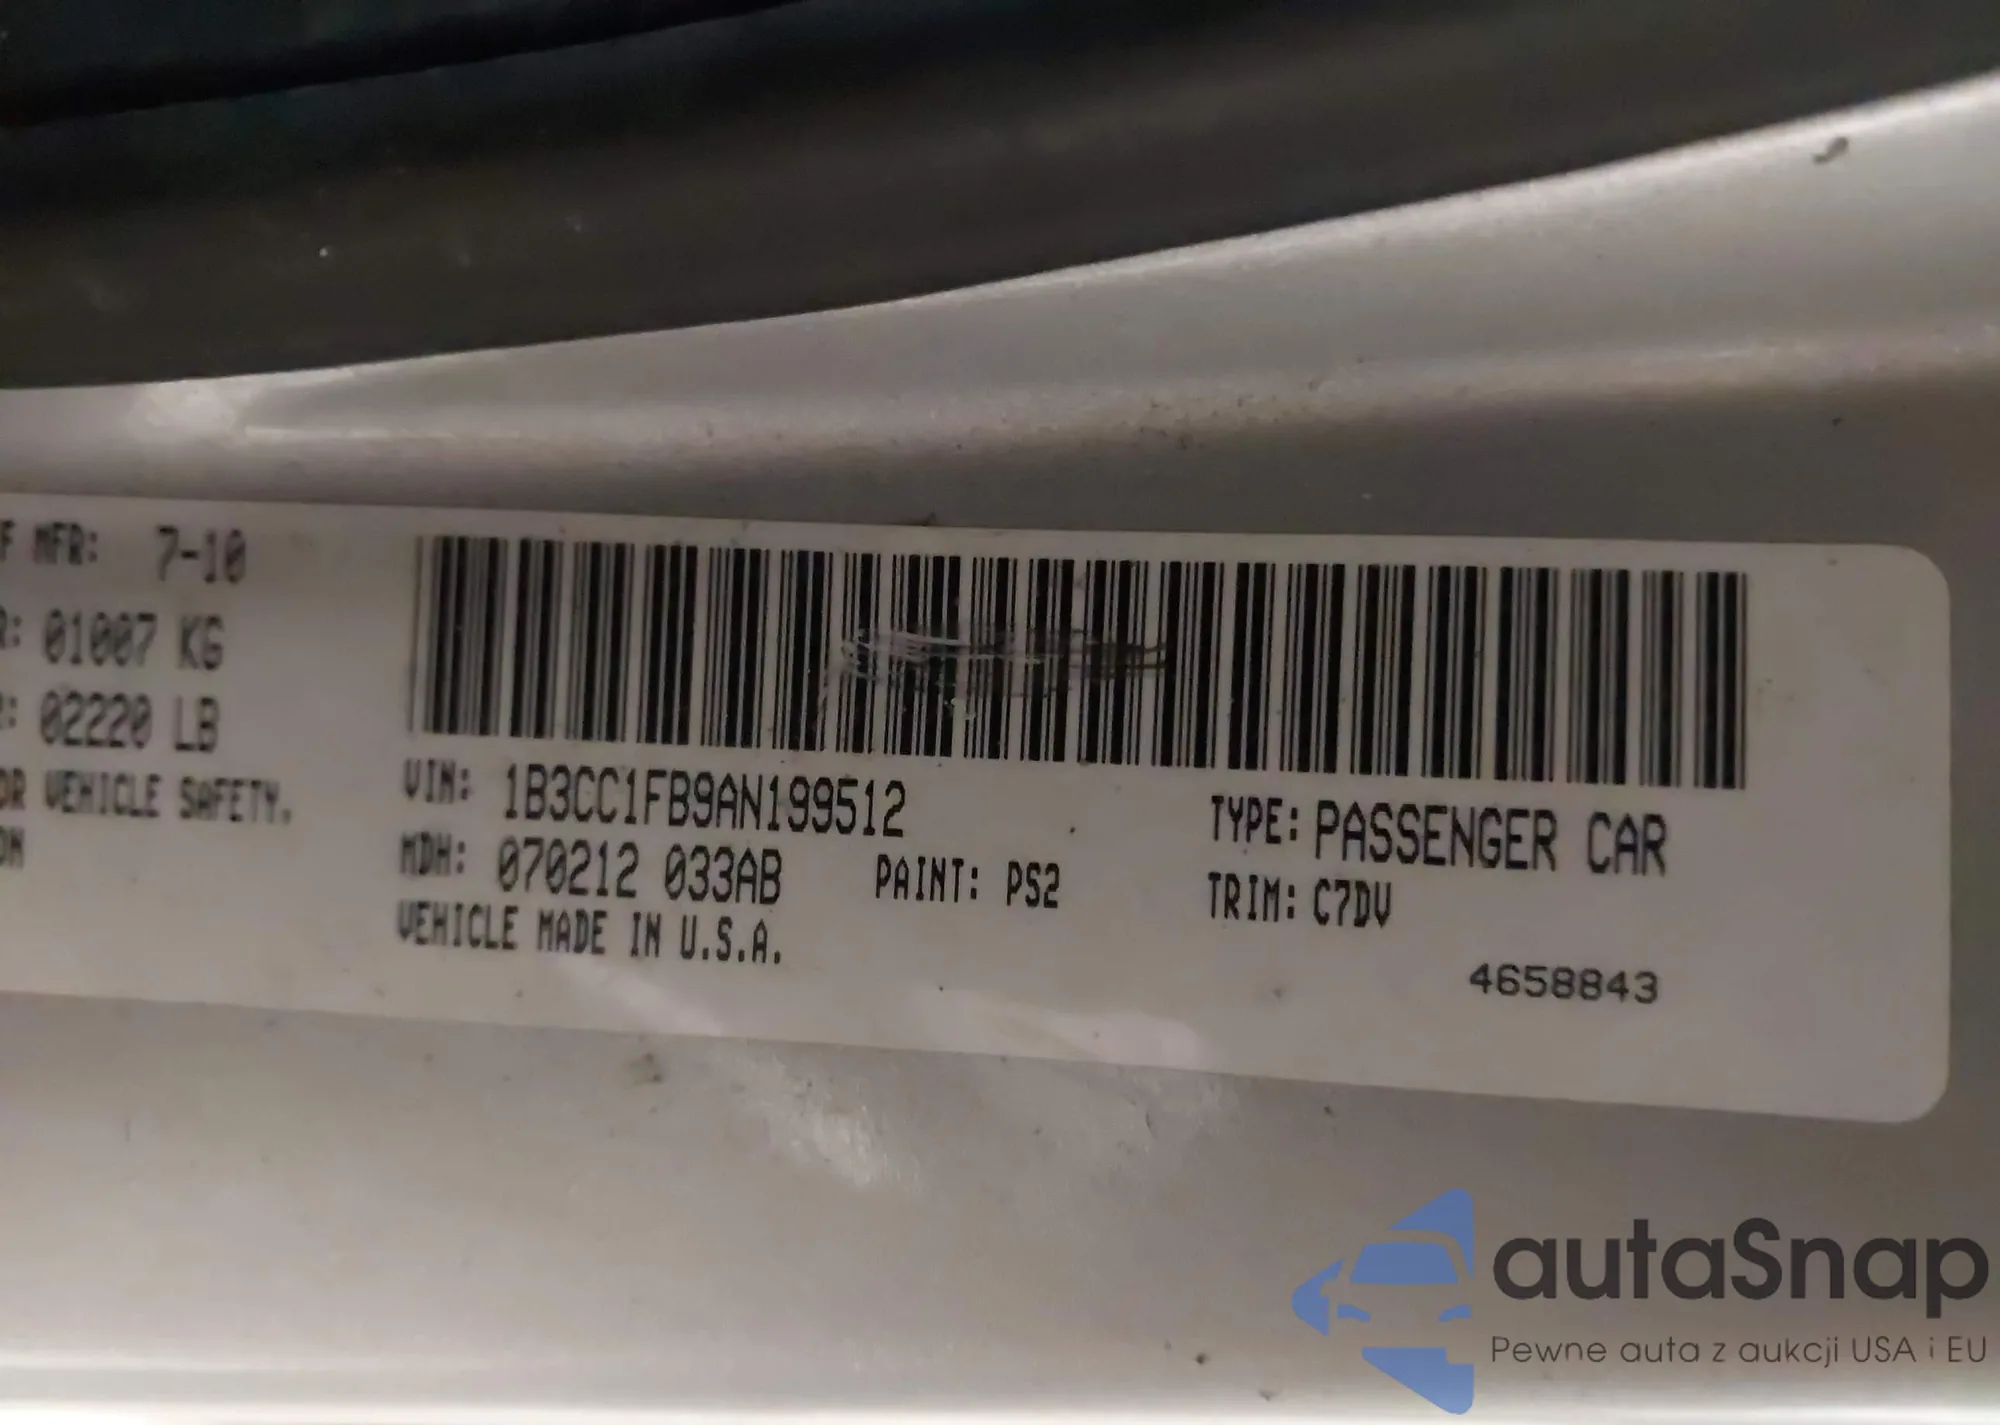 F MFR: 7-10
R: 01007 KG
R: 02220 LB
OR VEHICLE SAFETY.
ON
VIN: 1B3CC1FB9AN199512
TYPE: PASSENGER CAR
MDH: 070212 033AB
PAINT: PS2
TRIM: C7DV
VEHICLE MADE IN U.S.A.
4658843
autaSnap
Pewne auta z aukcji USA i EU